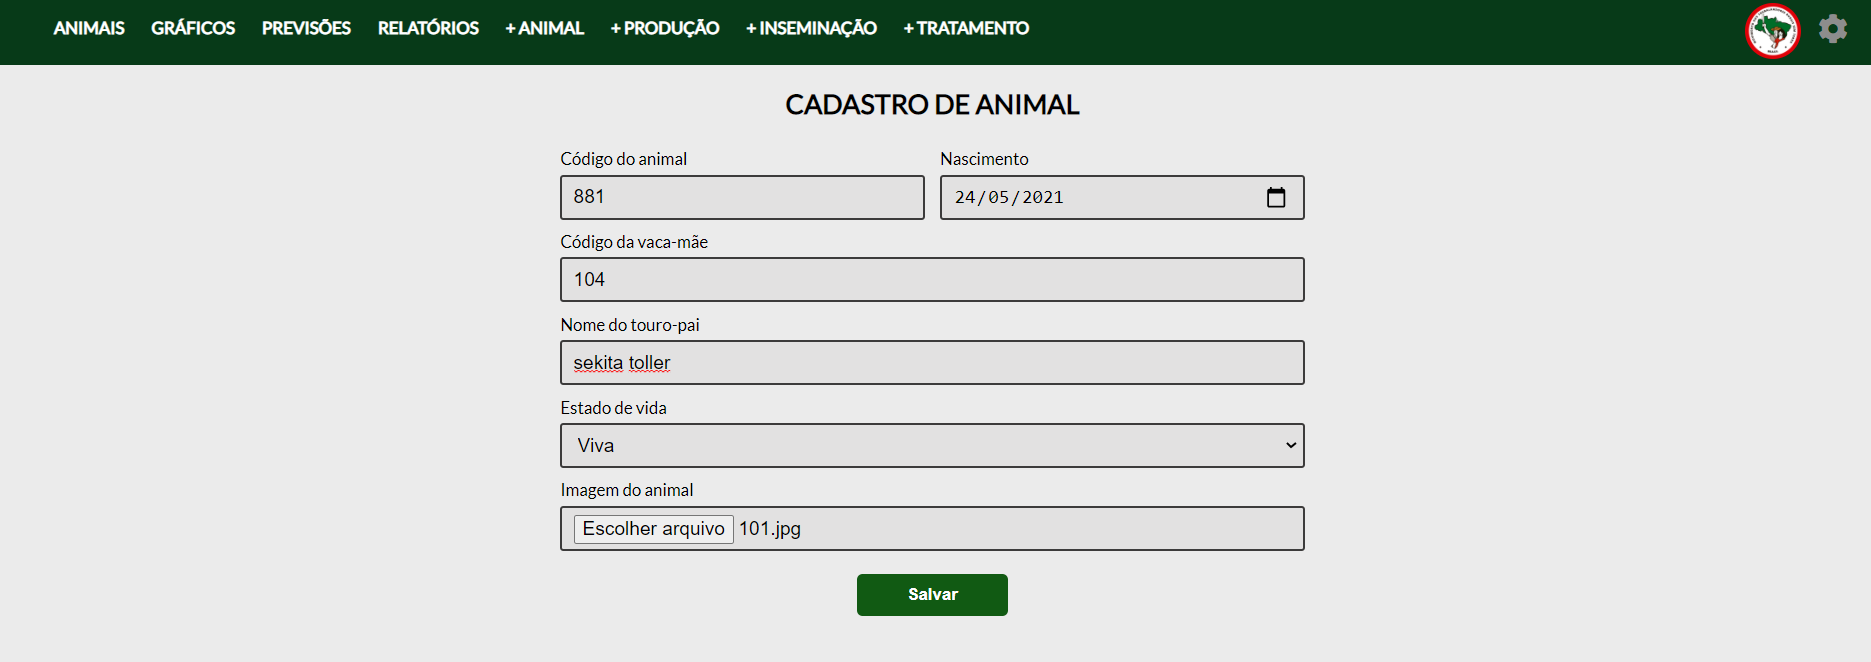 ANIMAIS GRÁFICOS PREVISÕES RELATÓRIOS + ANIMAL + PRODUÇÃO + INSEMINAÇÃO + TRATAMENTO
CADASTRO DE ANIMAL
Código do animal Nascimento
881 24/05/2021
Código da vaca-mãe
104
Nome do touro-pai
sekita toller
Estado de vida
Viva
Imagem do animal
Escolher arquivo 101.jpg
Salvar